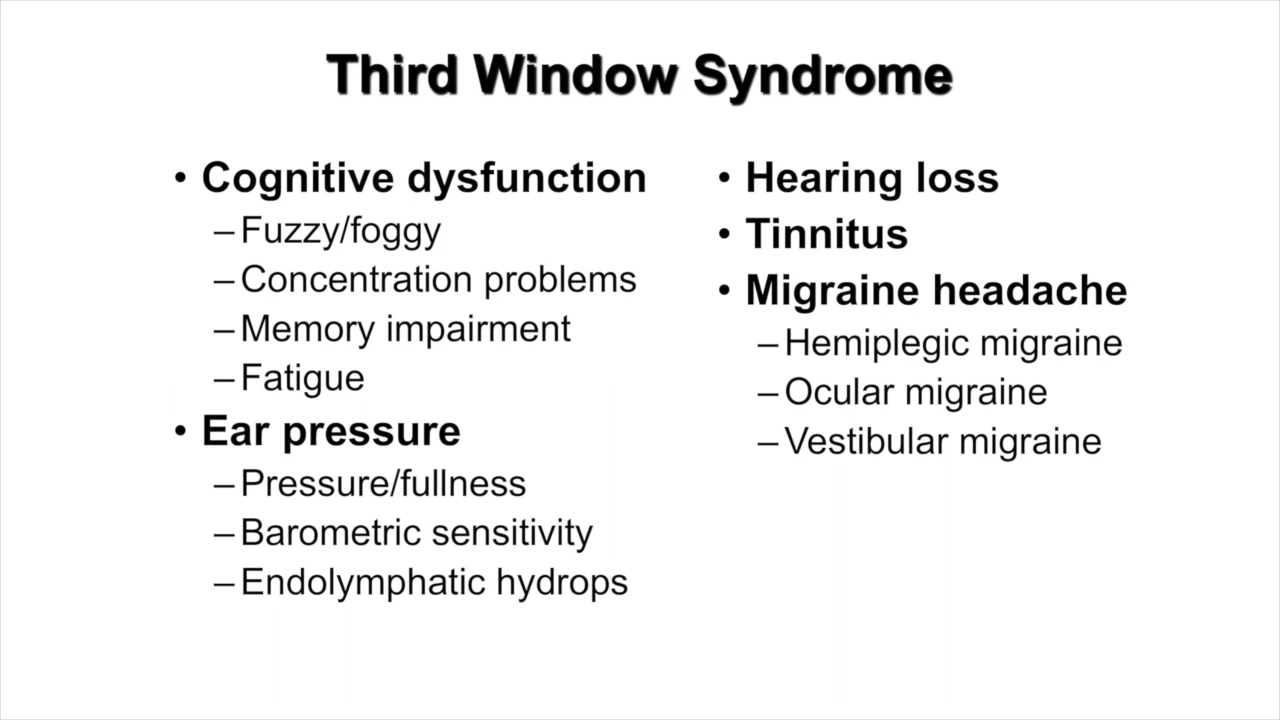 Third Window Syndrome
• Cognitive dysfunction
–Fuzzy/foggy
–Concentration problems
–Memory impairment
–Fatigue
• Ear pressure
–Pressure/fullness
–Barometric sensitivity
–Endolymphatic hydrops
• Hearing loss
• Tinnitus
• Migraine headache
–Hemiplegic migraine
–Ocular migraine
–Vestibular migraine